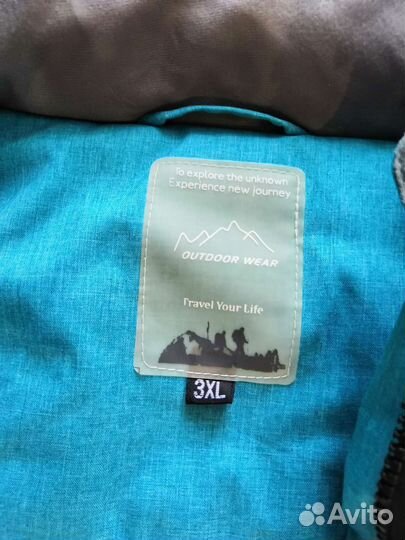 To explore the unknown
Experience new journey
OUTDOOR WEAR
Travel Your Life
3XL
Avito